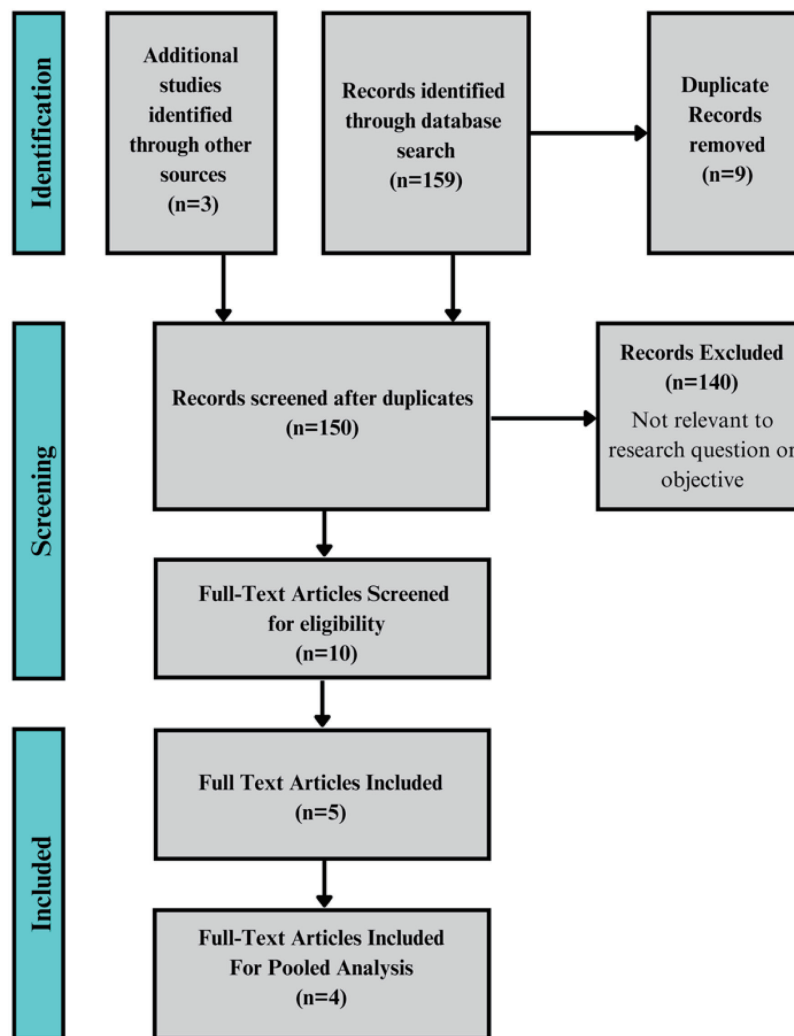 Identification
Additional
studies
identified
through other
sources
(n=3)
Records identified
through database
search
(n=159)
Duplicate
Records
removed
(n=9)
Screening
Records screened after duplicates
(n=150)
Records Excluded
(n=140)
Not relevant to
research question or
objective
Full-Text Articles Screened
for eligibility
(n=10)
Included
Full Text Articles Included
(n=5)
Full-Text Articles Included
For Pooled Analysis
(n=4)